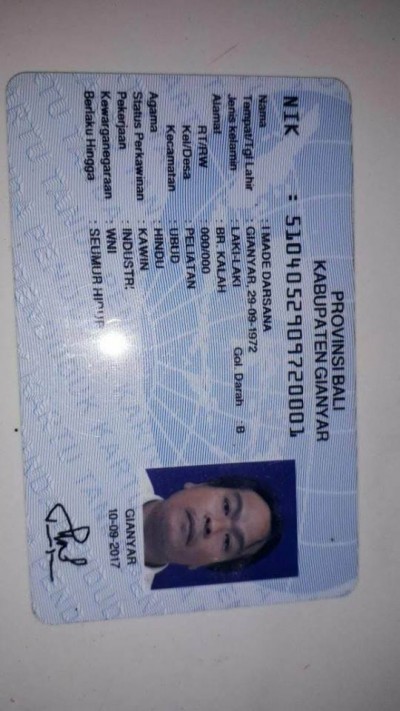 PROVINSI BALI
KABUPATEN GIANYAR
NIK : 5104052909720001
Nama : I MADE DARSANA
Tempat/Tgl Lahir : GIANYAR, 29-09-1972
Jenis kelamin : LAKI-LAKI Gol. Darah : B
Alamat : BR. KALAH
RT/RW : 000/000
Kel/Desa : PELIATAN
Kecamatan : UBUD
Agama : HINDU
Status Perkawinan : KAWIN
Pekerjaan : INDUSTRI
Kewarganegaraan : WNI
Berlaku Hingga : SEUMUR HIDUP
GIANYAR
10-09-2017